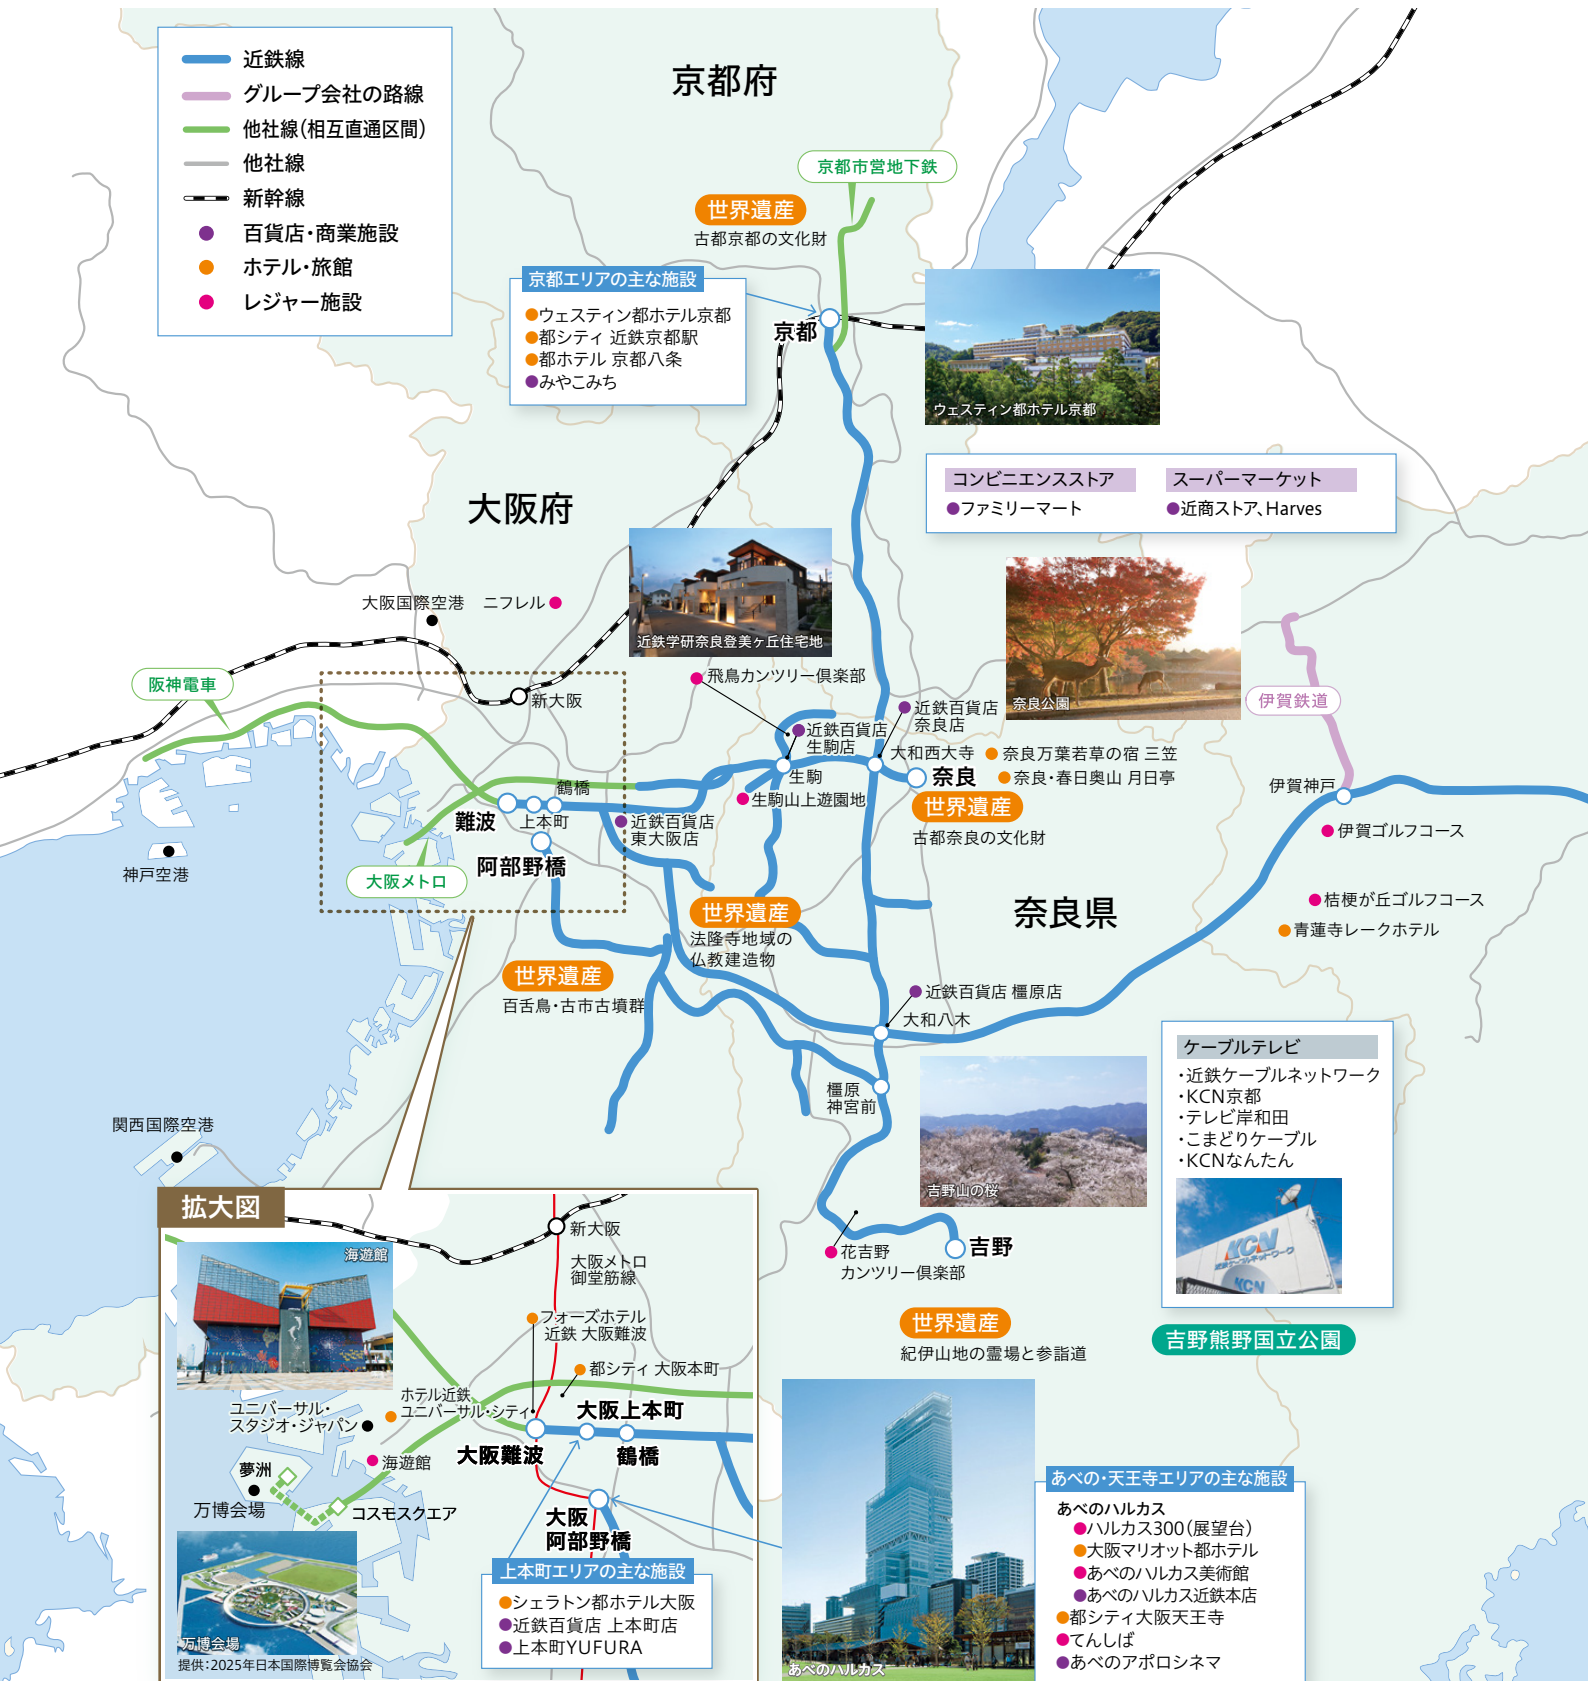 近鉄線
グループ会社の路線
他社線（相互直通区間）
他社線
新幹線
百貨店・商業施設
ホテル・旅館
レジャー施設
京都府
京都市営地下鉄
世界遺産
古都京都の文化財
京都エリアの主な施設
ウェスティン都ホテル京都
都シティ 近鉄京都駅
都ホテル 京都八条
みやこみち
京都
ウェスティン都ホテル京都
コンビニエンスストア
ファミリーマート
スーパーマーケット
近商ストア、Harves
大阪府
大阪国際空港
ニフレル
近鉄学研奈良登美ヶ丘住宅地
奈良公園
阪神電車
新大阪
飛鳥カンツリー倶楽部
近鉄百貨店
生駒店
近鉄百貨店
奈良店
大和西大寺
奈良万葉若草の宿 三笠
奈良・春日奥山 月日亭
奈良
生駒
生駒山上遊園地
世界遺産
古都奈良の文化財
伊賀鉄道
伊賀神戸
伊賀ゴルフコース
桔梗が丘ゴルフコース
青蓮寺レークホテル
鶴橋
難波
上本町
近鉄百貨店
東大阪店
阿部野橋
大阪メトロ
神戸空港
奈良県
世界遺産
法隆寺地域の
仏教建造物
世界遺産
百舌鳥・古市古墳群
近鉄百貨店 橿原店
大和八木
橿原
神宮前
関西国際空港
吉野山の桜
ケーブルテレビ
・近鉄ケーブルネットワーク
・KCN京都
・テレビ岸和田
・こまどりケーブル
・KCNなんたん
KCN
近鉄ケーブルネットワーク
KCN
花吉野
カンツリー倶楽部
吉野
世界遺産
紀伊山地の霊場と参詣道
吉野熊野国立公園
拡大図
海遊館
新大阪
大阪メトロ
御堂筋線
フォーズホテル
近鉄 大阪難波
都シティ 大阪本町
ホテル近鉄
ユニバーサル・シティ
ユニバーサル・
スタジオ・ジャパン
大阪上本町
大阪難波
鶴橋
海遊館
夢洲
万博会場
コスモスクエア
大阪
阿部野橋
万博会場
提供：2025年日本国際博覧会協会
上本町エリアの主な施設
シェラトン都ホテル大阪
近鉄百貨店 上本町店
上本町YUFURA
あべのハルカス
あべの・天王寺エリアの主な施設
あべのハルカス
ハルカス300（展望台）
大阪マリオット都ホテル
あべのハルカス美術館
あべのハルカス近鉄本店
都シティ大阪天王寺
てんしば
あべのアポロシネマ